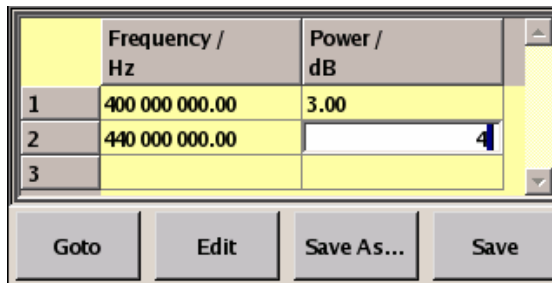 Frequency / Power /
Hz dB
1 400 000 000.00 3.00
2 440 000 000.00 4
3
Goto Edit Save As... Save